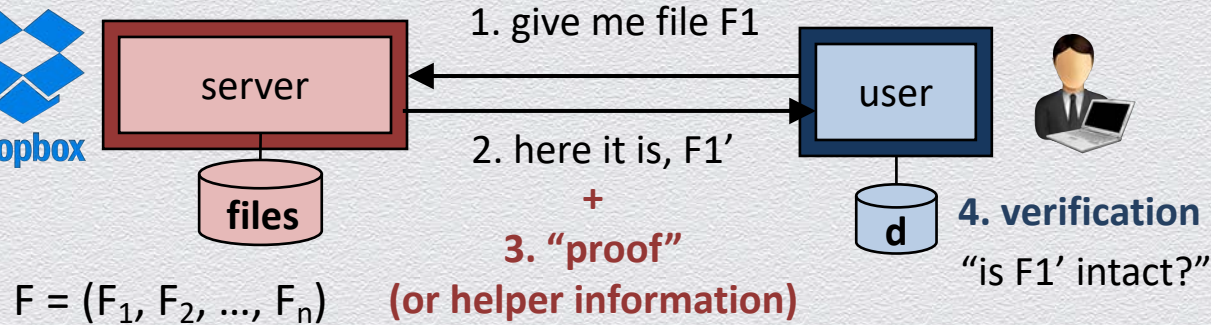 1. give me file F1
server
user
2. here it is, F1’
files
+
d
4. verification
3. “proof”
“is F1’ intact?”
F = (F₁, F₂, ..., Fₙ)
(or helper information)